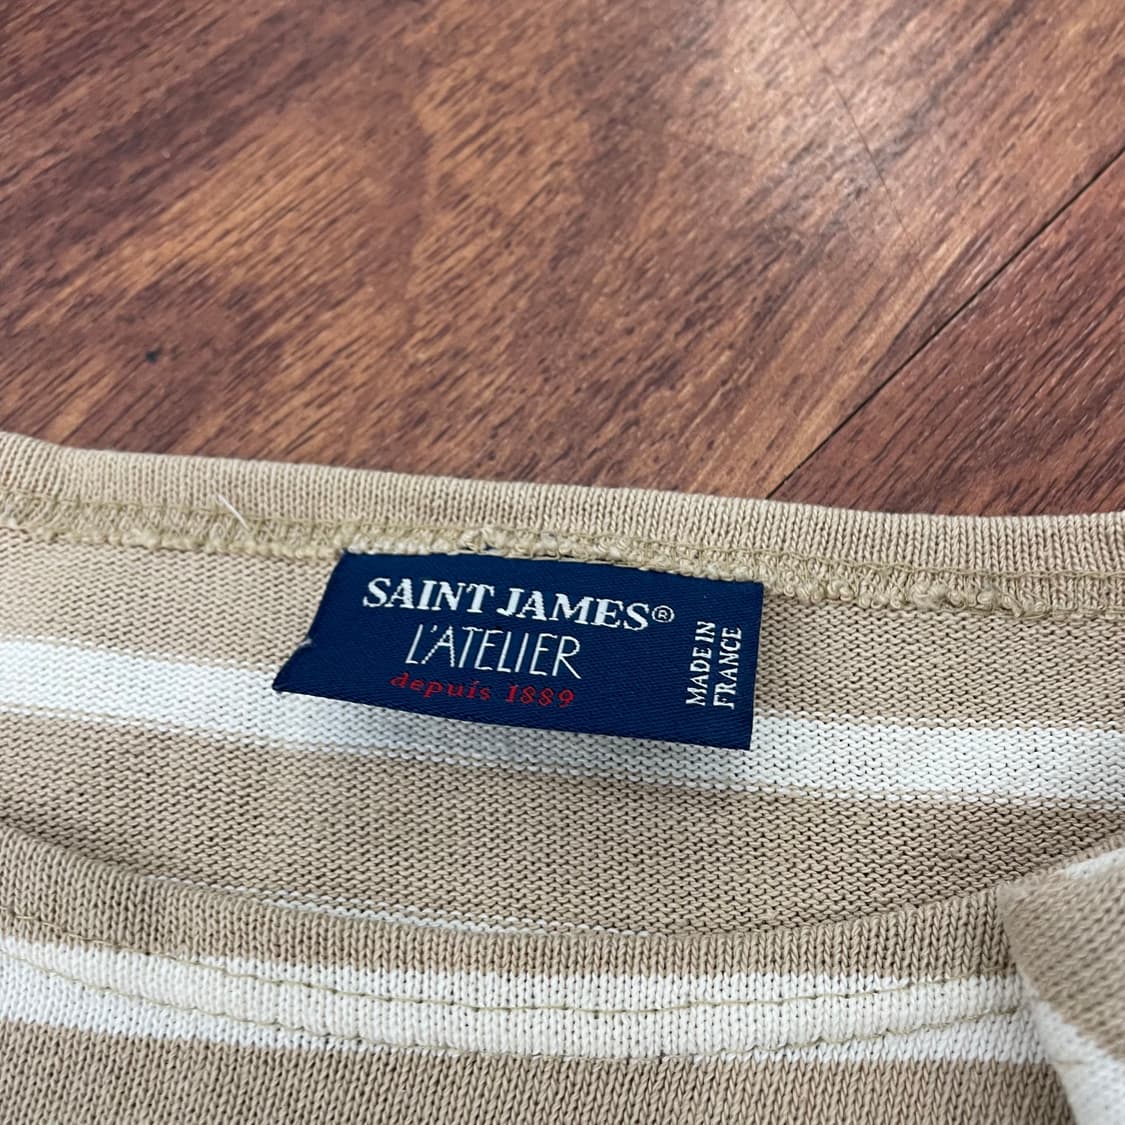 SAINT JAMES®
L'ATELIER
depuis 1889
MADE IN
FRANCE